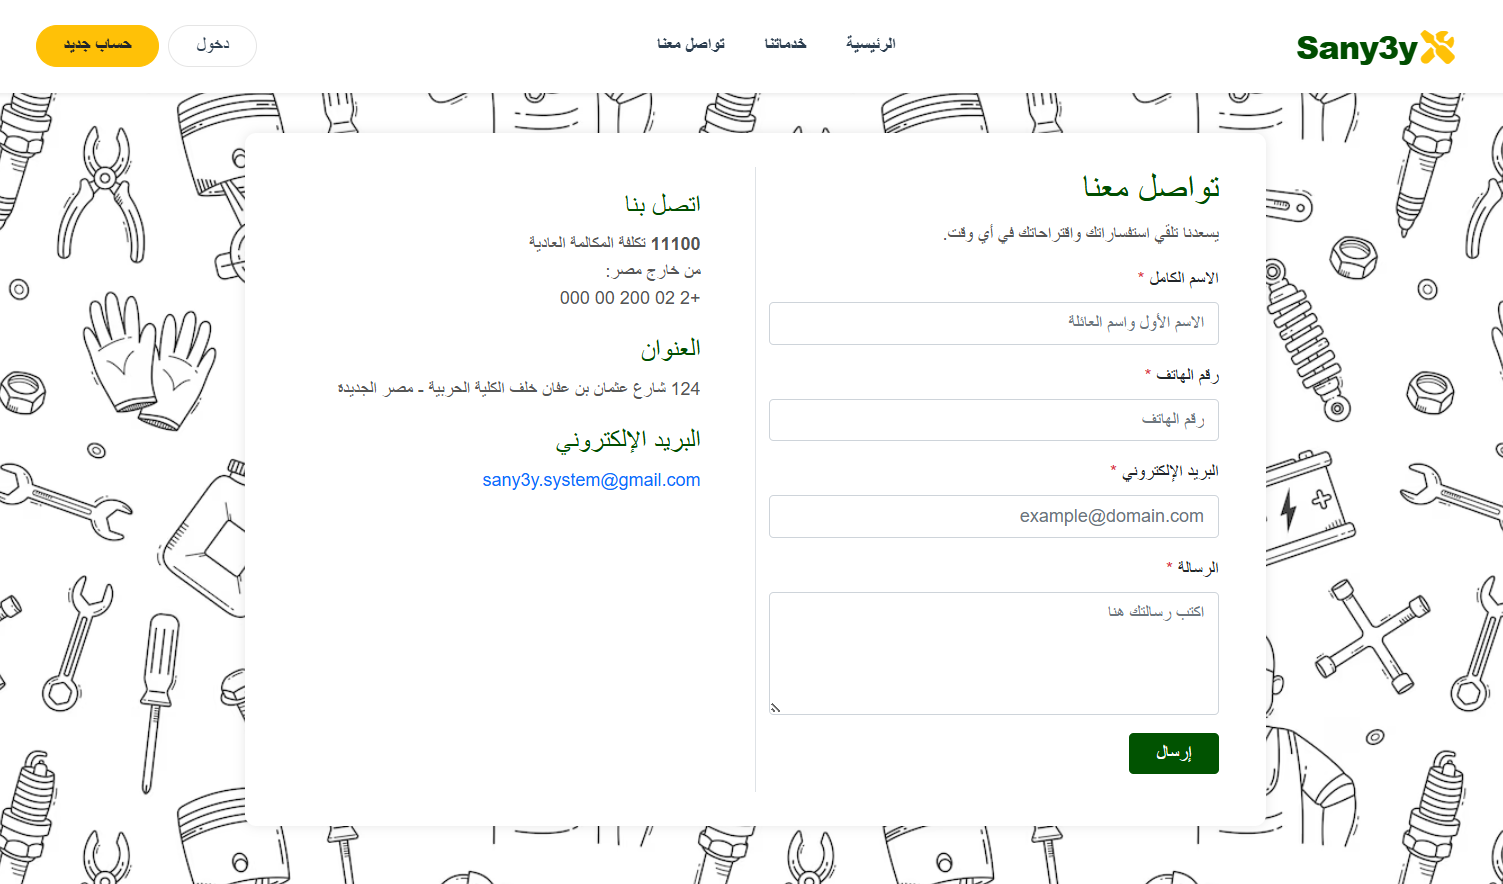 Sany3y
الرئيسية
خدماتنا
تواصل معنا
دخول
حساب جديد
تواصل معنا
يسعدنا تلقّي استفساراتك واقتراحاتك في أي وقت.
الاسم الكامل *
الاسم الأول واسم العائلة
رقم الهاتف *
رقم الهاتف
البريد الإلكتروني *
example@domain.com
الرسالة *
اكتب رسالتك هنا
إرسال
اتصل بنا
11100 تكلفة المكالمة العادية
من خارج مصر:
+2 02 200 00 000
العنوان
124 شارع عثمان بن عفان خلف الكلية الحربية - مصر الجديدة
البريد الإلكتروني
sany3y.system@gmail.com